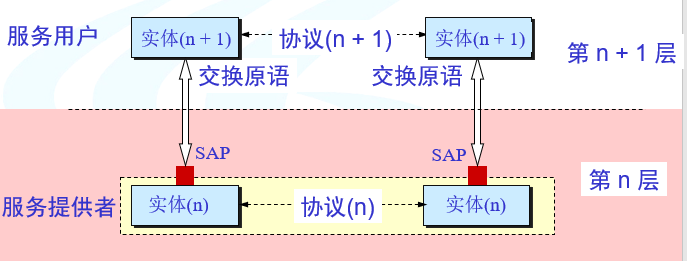 服务用户
实体(n + 1)
协议(n + 1)
实体(n + 1)
第 n + 1 层
交换原语
交换原语
SAP
SAP
第 n 层
服务提供者
实体(n)
协议(n)
实体(n)